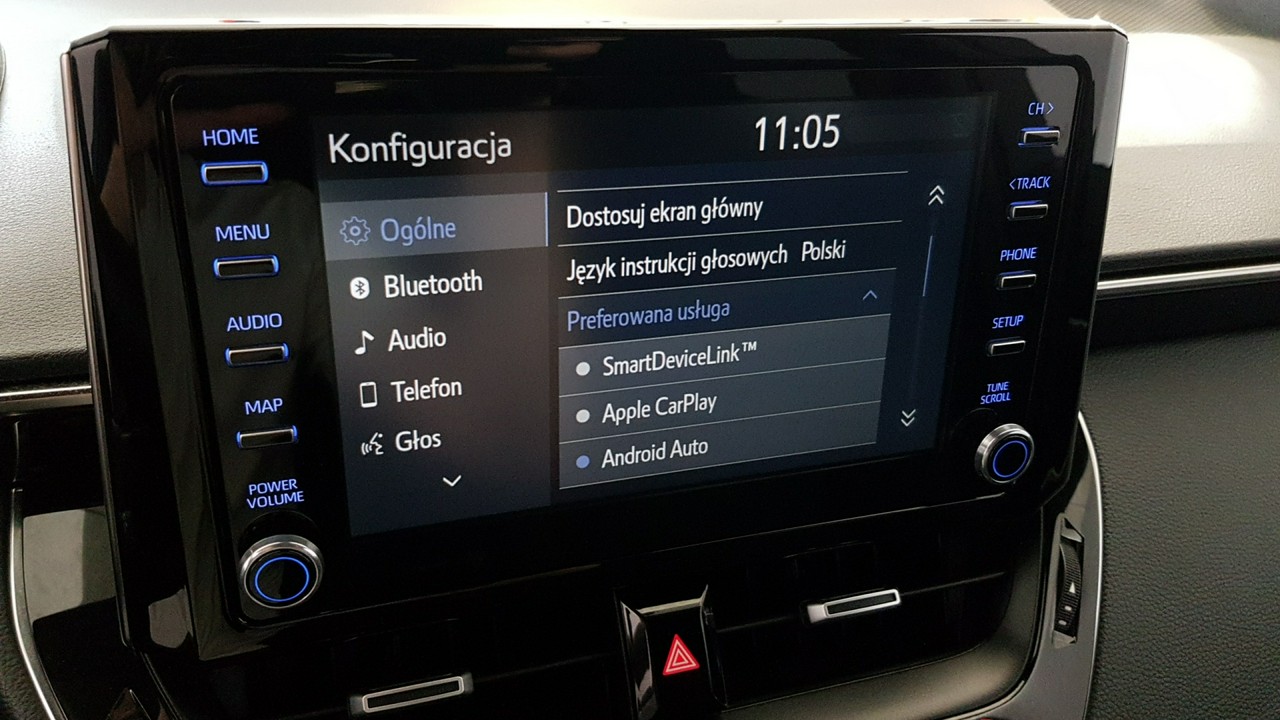 HOME
MENU
AUDIO
MAP
POWER
VOLUME
Konfiguracja
11:05
Ogólne
Bluetooth
Audio
Telefon
Głos
Dostosuj ekran główny
Język instrukcji głosowych Polski
Preferowana usługa
SmartDeviceLink™
Apple CarPlay
Android Auto
CH>
<TRACK
PHONE
SETUP
TUNE
SCROLL